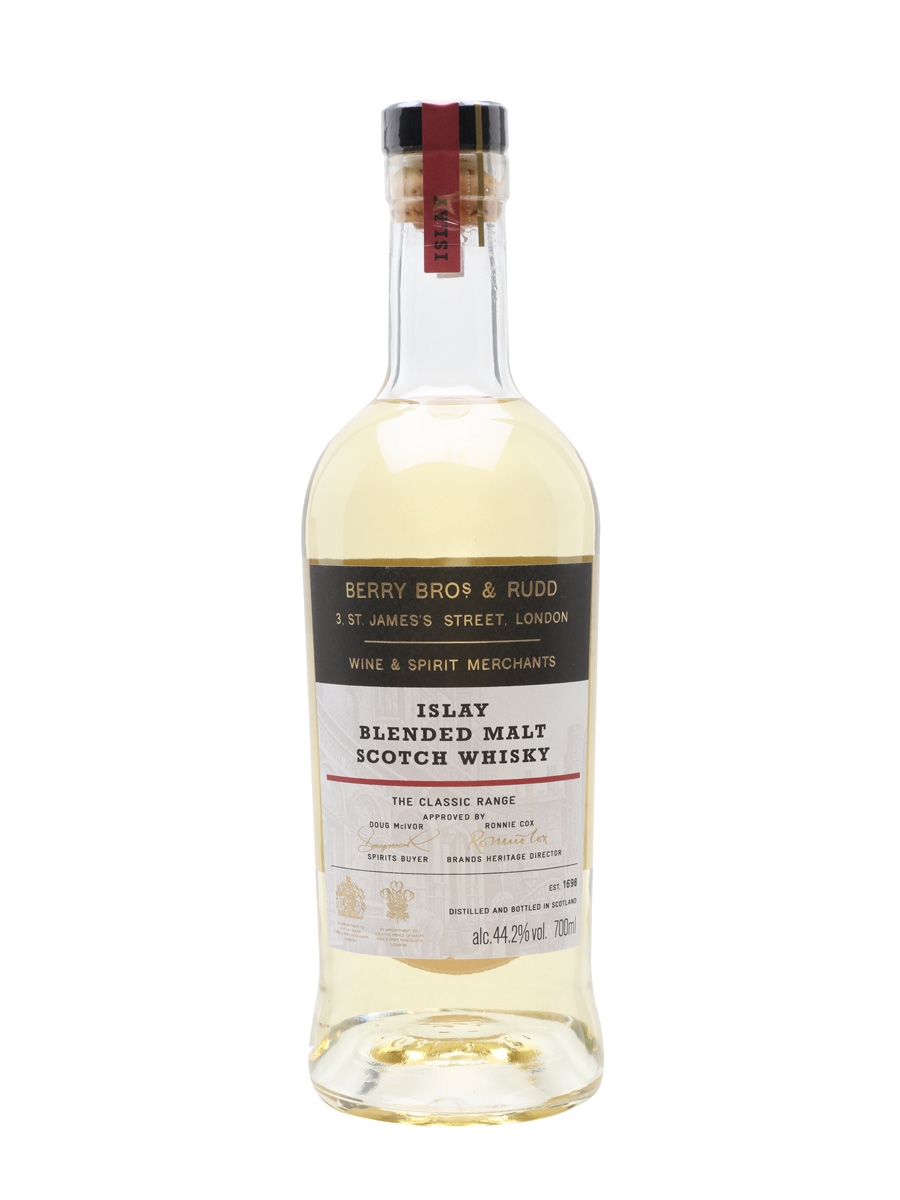 ISLAY
BERRY BROS & RUDD
3, ST. JAMES'S STREET, LONDON
WINE & SPIRIT MERCHANTS
ISLAY
BLENDED MALT
SCOTCH WHISKY
THE CLASSIC RANGE
APPROVED BY
DOUG McIVOR RONNIE COX
Ronnie Cox
SPIRITS BUYER BRANDS HERITAGE DIRECTOR
EST. 1698
DISTILLED AND BOTTLED IN SCOTLAND
alc.44.2%vol. 700ml